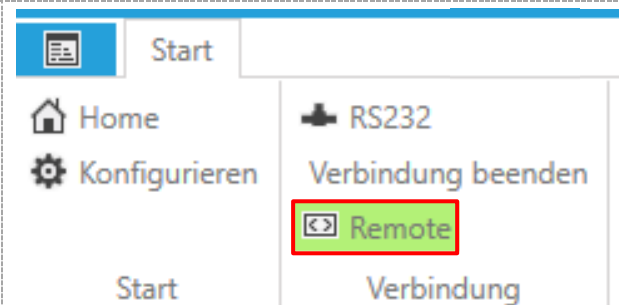 Start
Home
Konfigurieren
Start
RS232
Verbindung beenden
Remote
Verbindung